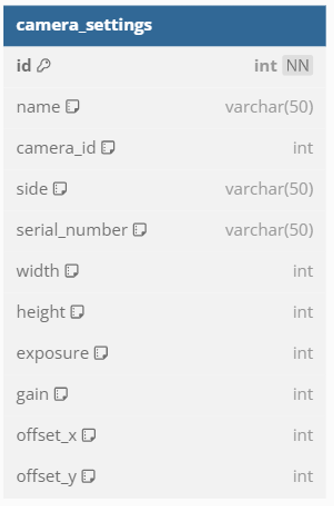 camera_settings
id int NN
name varchar(50)
camera_id int
side varchar(50)
serial_number varchar(50)
width int
height int
exposure int
gain int
offset_x int
offset_y int